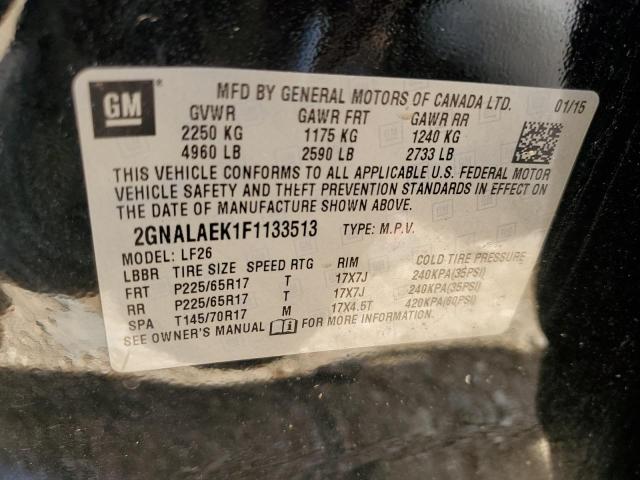 GM
MFD BY GENERAL MOTORS OF CANADA LTD. 01/15
GVWR GAWR FRT GAWR RR
2250 KG 1175 KG 1240 KG
4960 LB 2590 LB 2733 LB
THIS VEHICLE CONFORMS TO ALL APPLICABLE U.S. FEDERAL MOTOR
VEHICLE SAFETY AND THEFT PREVENTION STANDARDS IN EFFECT ON
THE DATE OF MANUFACTURE SHOWN ABOVE.
2GNALAEK1F1133513 TYPE: M.P.V.
MODEL: LF26
LBBR TIRE SIZE SPEED RTG RIM COLD TIRE PRESSURE
FRT P225/65R17 T 17X7J 240KPA(35PSI)
RR P225/65R17 T 17X7J 240KPA(35PSI)
SPA T145/70R17 M 17X4.5T 420KPA(60PSI)
SEE OWNER'S MANUAL FOR MORE INFORMATION.